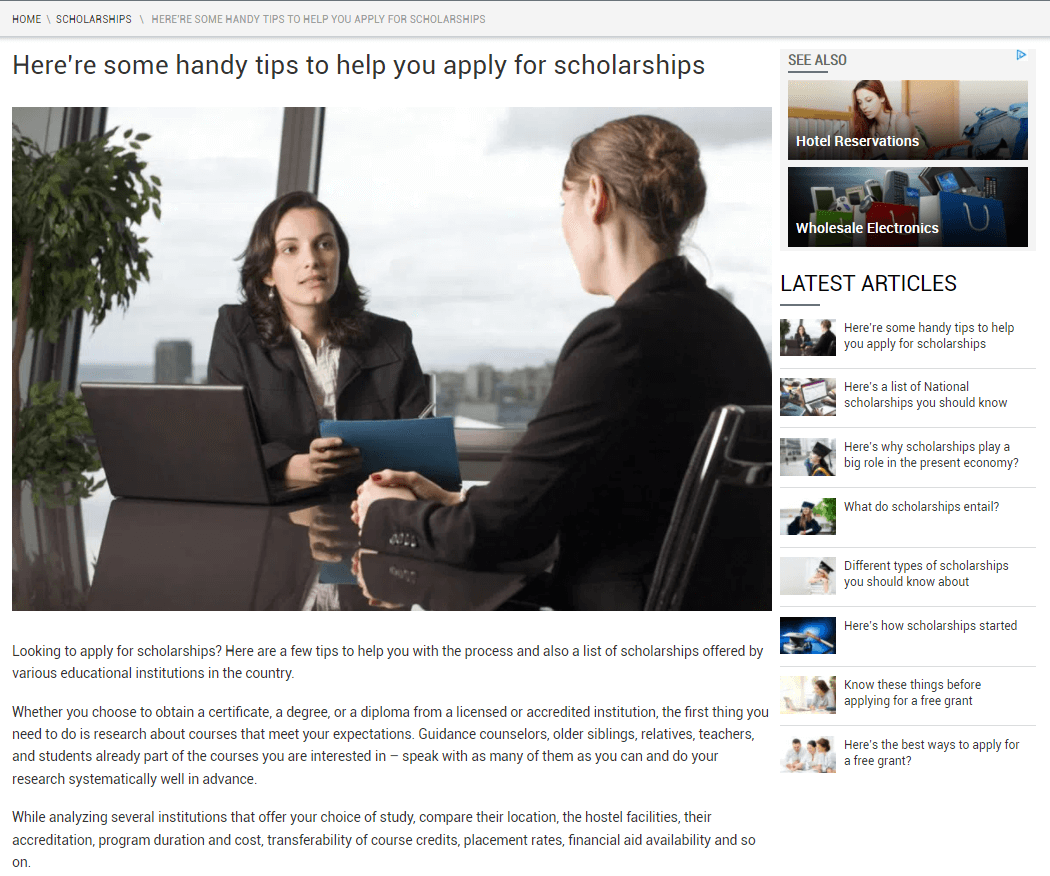 HOME \ SCHOLARSHIPS \ HERE'RE SOME HANDY TIPS TO HELP YOU APPLY FOR SCHOLARSHIPS
Here're some handy tips to help you apply for scholarships
Looking to apply for scholarships? Here are a few tips to help you with the process and also a list of scholarships offered by
various educational institutions in the country.
Whether you choose to obtain a certificate, a degree, or a diploma from a licensed or accredited institution, the first thing you
need to do is research about courses that meet your expectations. Guidance counselors, older siblings, relatives, teachers,
and students already part of the courses you are interested in – speak with as many of them as you can and do your
research systematically well in advance.
While analyzing several institutions that offer your choice of study, compare their location, the hostel facilities, their
accreditation, program duration and cost, transferability of course credits, placement rates, financial aid availability and so
on.
SEE ALSO
Hotel Reservations
Wholesale Electronics
LATEST ARTICLES
Here're some handy tips to help
you apply for scholarships
Here's a list of National
scholarships you should know
Here's why scholarships play a
big role in the present economy?
What do scholarships entail?
Different types of scholarships
you should know about
Here's how scholarships started
Know these things before
applying for a free grant
Here's the best ways to apply for
a free grant?